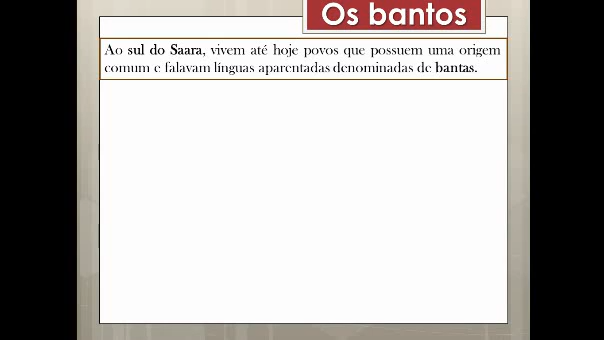 Os bantos
Ao sul do Saara, vivem até hoje povos que possuem uma origem
comum e falavam línguas aparentadas denominadas de bantas.